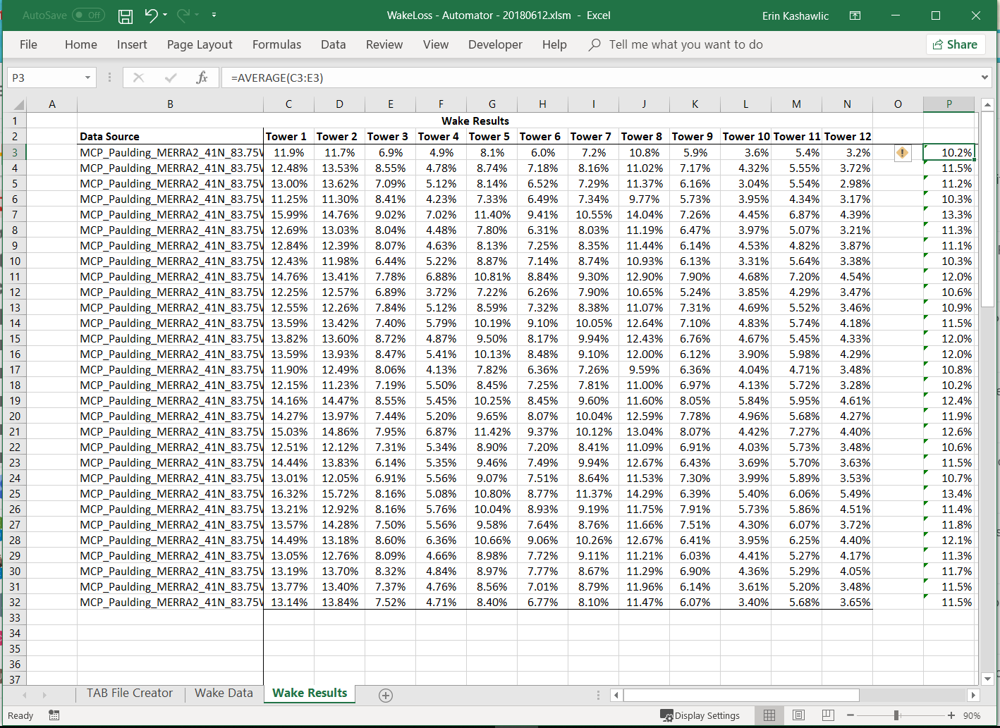 AutoSave Off WakeLoss - Automator - 20180612.xlsm - Excel Erin Kashawlic
File Home Insert Page Layout Formulas Data Review View Developer Help Tell me what you want to do Share
P3 fx =AVERAGE(C3:E3)
A B C D E F G H I J K L M N O P
1 Wake Results
2 Data Source Tower 1 Tower 2 Tower 3 Tower 4 Tower 5 Tower 6 Tower 7 Tower 8 Tower 9 Tower 10 Tower 11 Tower 12
3 MCP_Paulding_MERRA2_41N_83.75W 11.9% 11.7% 6.9% 4.9% 8.1% 6.0% 7.2% 10.8% 5.9% 3.6% 5.4% 3.2% 10.2%
4 MCP_Paulding_MERRA2_41N_83.75W 12.48% 13.53% 8.55% 4.78% 8.74% 7.18% 8.16% 11.02% 7.17% 4.32% 5.55% 3.72% 11.5%
5 MCP_Paulding_MERRA2_41N_83.75W 13.00% 13.62% 7.09% 5.12% 8.14% 6.52% 7.29% 11.37% 6.16% 3.04% 5.54% 2.98% 11.2%
6 MCP_Paulding_MERRA2_41N_83.75W 11.25% 11.30% 8.41% 4.23% 7.33% 6.49% 7.34% 9.77% 5.73% 3.95% 4.34% 3.17% 10.3%
7 MCP_Paulding_MERRA2_41N_83.75W 15.99% 14.76% 9.02% 7.02% 11.40% 9.41% 10.55% 14.04% 7.26% 4.45% 6.87% 4.39% 13.3%
8 MCP_Paulding_MERRA2_41N_83.75W 12.69% 13.03% 8.04% 4.48% 7.80% 6.31% 8.03% 11.19% 6.47% 3.97% 5.07% 3.21% 11.3%
9 MCP_Paulding_MERRA2_41N_83.75W 12.84% 12.39% 8.07% 4.63% 8.13% 7.25% 8.35% 11.44% 6.14% 4.53% 4.82% 3.87% 11.1%
10 MCP_Paulding_MERRA2_41N_83.75W 12.43% 11.98% 6.44% 5.22% 8.87% 7.14% 8.74% 10.93% 6.13% 3.31% 5.64% 3.38% 10.3%
11 MCP_Paulding_MERRA2_41N_83.75W 14.76% 13.41% 7.78% 6.88% 10.81% 8.84% 9.30% 12.90% 7.90% 4.68% 7.20% 4.54% 12.0%
12 MCP_Paulding_MERRA2_41N_83.75W 12.25% 12.57% 6.89% 3.72% 7.22% 6.26% 7.90% 10.65% 5.24% 3.85% 4.29% 3.47% 10.6%
13 MCP_Paulding_MERRA2_41N_83.75W 12.55% 12.26% 7.84% 5.12% 8.59% 7.32% 8.38% 11.07% 7.31% 4.69% 5.52% 3.46% 10.9%
14 MCP_Paulding_MERRA2_41N_83.75W 13.59% 13.42% 7.40% 5.79% 10.19% 9.10% 10.05% 12.64% 7.10% 4.83% 5.74% 4.18% 11.5%
15 MCP_Paulding_MERRA2_41N_83.75W 13.82% 13.60% 8.72% 4.87% 9.50% 8.17% 9.94% 12.43% 6.76% 4.67% 5.45% 4.33% 12.0%
16 MCP_Paulding_MERRA2_41N_83.75W 13.59% 13.93% 8.47% 5.41% 10.13% 8.48% 9.10% 12.00% 6.12% 3.90% 5.98% 4.29% 12.0%
17 MCP_Paulding_MERRA2_41N_83.75W 11.90% 12.49% 8.06% 4.13% 7.82% 6.36% 7.26% 9.59% 6.36% 4.04% 4.71% 3.48% 10.8%
18 MCP_Paulding_MERRA2_41N_83.75W 12.15% 11.23% 7.19% 5.50% 8.45% 7.25% 7.81% 11.00% 6.97% 4.13% 5.72% 3.28% 10.2%
19 MCP_Paulding_MERRA2_41N_83.75W 14.16% 14.47% 8.55% 5.45% 10.25% 8.45% 9.60% 11.60% 8.05% 5.84% 5.95% 4.61% 12.4%
20 MCP_Paulding_MERRA2_41N_83.75W 14.27% 13.97% 7.44% 5.20% 9.65% 8.07% 10.04% 12.59% 7.78% 4.96% 5.68% 4.27% 11.9%
21 MCP_Paulding_MERRA2_41N_83.75W 15.03% 14.86% 7.95% 6.87% 11.42% 9.37% 10.12% 13.04% 8.07% 4.42% 7.27% 4.40% 12.6%
22 MCP_Paulding_MERRA2_41N_83.75W 12.51% 12.12% 7.31% 5.34% 8.90% 7.20% 8.41% 11.09% 6.91% 4.03% 5.73% 3.48% 10.6%
23 MCP_Paulding_MERRA2_41N_83.75W 14.44% 13.83% 6.14% 5.35% 9.46% 7.49% 9.94% 12.67% 6.43% 3.69% 5.70% 3.63% 11.5%
24 MCP_Paulding_MERRA2_41N_83.75W 13.01% 12.05% 6.91% 5.56% 9.07% 7.51% 8.64% 11.53% 7.30% 3.99% 5.89% 3.53% 10.7%
25 MCP_Paulding_MERRA2_41N_83.75W 16.32% 15.72% 8.16% 5.08% 10.80% 8.77% 11.37% 14.29% 6.39% 5.40% 6.06% 5.49% 13.4%
26 MCP_Paulding_MERRA2_41N_83.75W 13.21% 12.92% 8.16% 5.76% 10.04% 8.93% 9.19% 11.75% 7.91% 5.73% 5.86% 4.51% 11.4%
27 MCP_Paulding_MERRA2_41N_83.75W 13.57% 14.28% 7.50% 5.56% 9.58% 7.64% 8.76% 11.66% 7.51% 4.30% 6.07% 3.72% 11.8%
28 MCP_Paulding_MERRA2_41N_83.75W 14.49% 13.18% 8.60% 6.36% 10.66% 9.06% 10.26% 12.67% 6.41% 3.95% 6.25% 4.40% 12.1%
29 MCP_Paulding_MERRA2_41N_83.75W 13.05% 12.76% 8.09% 4.66% 8.98% 7.72% 9.11% 11.21% 6.03% 4.41% 5.27% 4.17% 11.3%
30 MCP_Paulding_MERRA2_41N_83.75W 13.19% 13.70% 8.32% 4.84% 8.97% 7.77% 8.67% 11.29% 6.90% 4.36% 5.29% 4.05% 11.7%
31 MCP_Paulding_MERRA2_41N_83.75W 13.77% 13.40% 7.37% 4.76% 8.56% 7.01% 8.79% 11.96% 6.14% 3.61% 5.20% 3.48% 11.5%
32 MCP_Paulding_MERRA2_41N_83.75W 13.14% 13.84% 7.52% 4.71% 8.40% 6.77% 8.10% 11.47% 6.07% 3.40% 5.68% 3.65% 11.5%
33
34
35
36
37
TAB File Creator Wake Data Wake Results
Ready Display Settings 90%